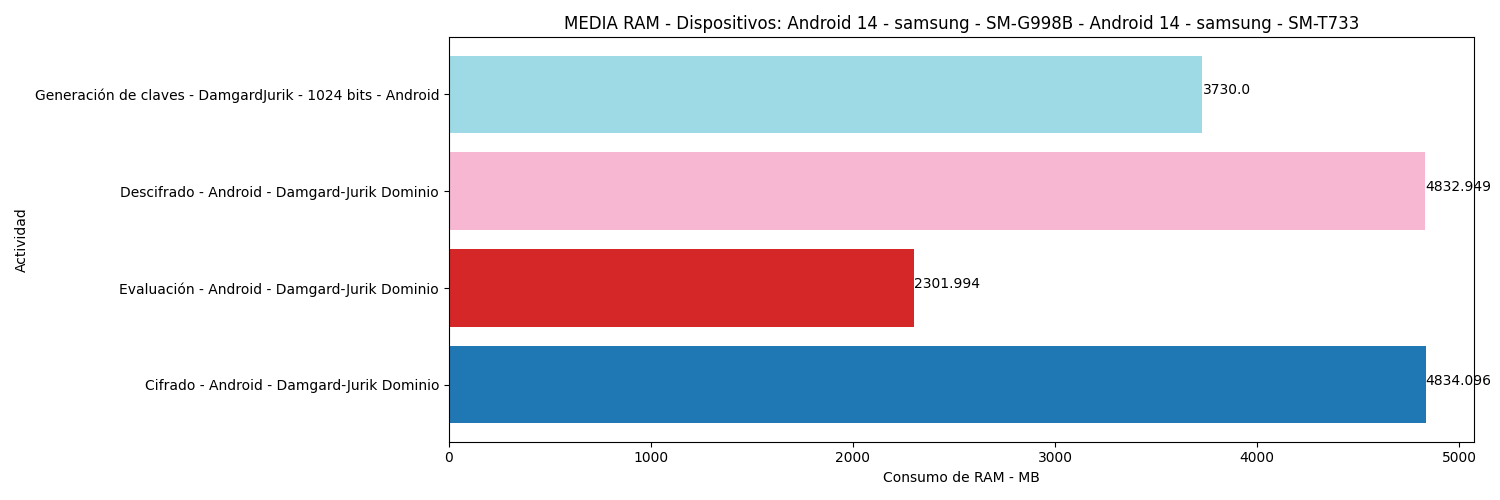 MEDIA RAM - Dispositivos: Android 14 - samsung - SM-G998B - Android 14 - samsung - SM-T733
Generación de claves - DamgardJurik - 1024 bits - Android
3730.0
Descifrado - Android - Damgard-Jurik Dominio
4832.949
Evaluación - Android - Damgard-Jurik Dominio
2301.994
Cifrado - Android - Damgard-Jurik Dominio
4834.096
Actividad
0 1000 2000 3000 4000 5000
Consumo de RAM - MB